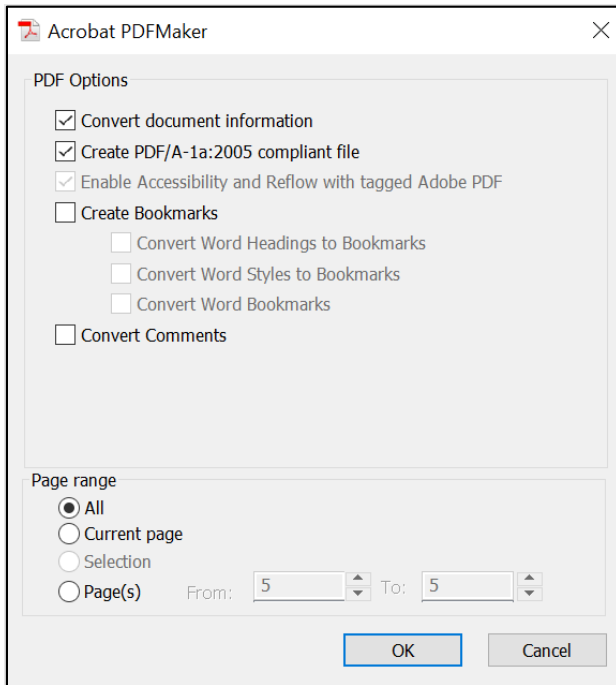 Acrobat PDFMaker
PDF Options
Convert document information
Create PDF/A-1a:2005 compliant file
Enable Accessibility and Reflow with tagged Adobe PDF
Create Bookmarks
Convert Word Headings to Bookmarks
Convert Word Styles to Bookmarks
Convert Word Bookmarks
Convert Comments
Page range
All
Current page
Selection
Page(s) From: 5 To: 5
OK Cancel